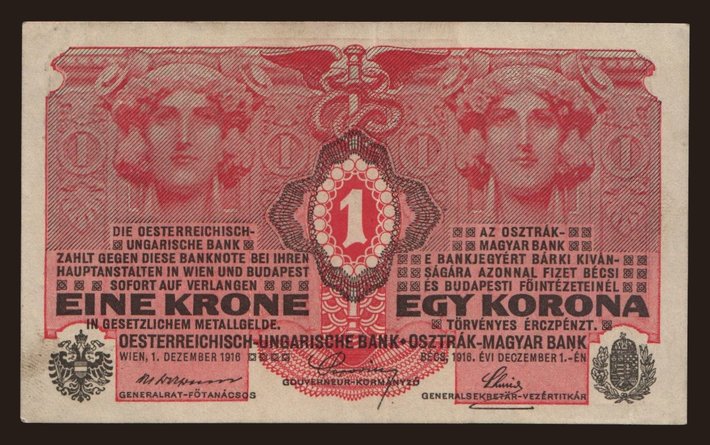 1 1
1
DIE OESTERREICHISCH-
UNGARISCHE BANK
ZAHLT GEGEN DIESE BANKNOTE BEI IHREN
HAUPTANSTALTEN IN WIEN UND BUDAPEST
SOFORT AUF VERLANGEN
EINE KRONE
IN GESETZLICHEM METALLGELDE.
AZ OSZTRÁK-
MAGYAR BANK
E BANKJEGYÉRT BÁRKI KIVÁN-
SÁGÁRA AZONNAL FIZET BÉCSI
ÉS BUDAPESTI FŐINTÉZETEINÉL
EGY KORONA
TÖRVÉNYES ÉRCZPÉNZT.
OESTERREICHISCH-UNGARISCHE BANK•OSZTRÁK-MAGYAR BANK
WIEN, 1. DEZEMBER 1916
BÉCS, 1916. ÉVI DECZEMBER 1.-ÉN
GOUVERNEUR-KORMÁNYZÓ
GENERALRAT-FŐTANÁCSOS
GENERALSEKRETÄR-VEZÉRTITKÁR